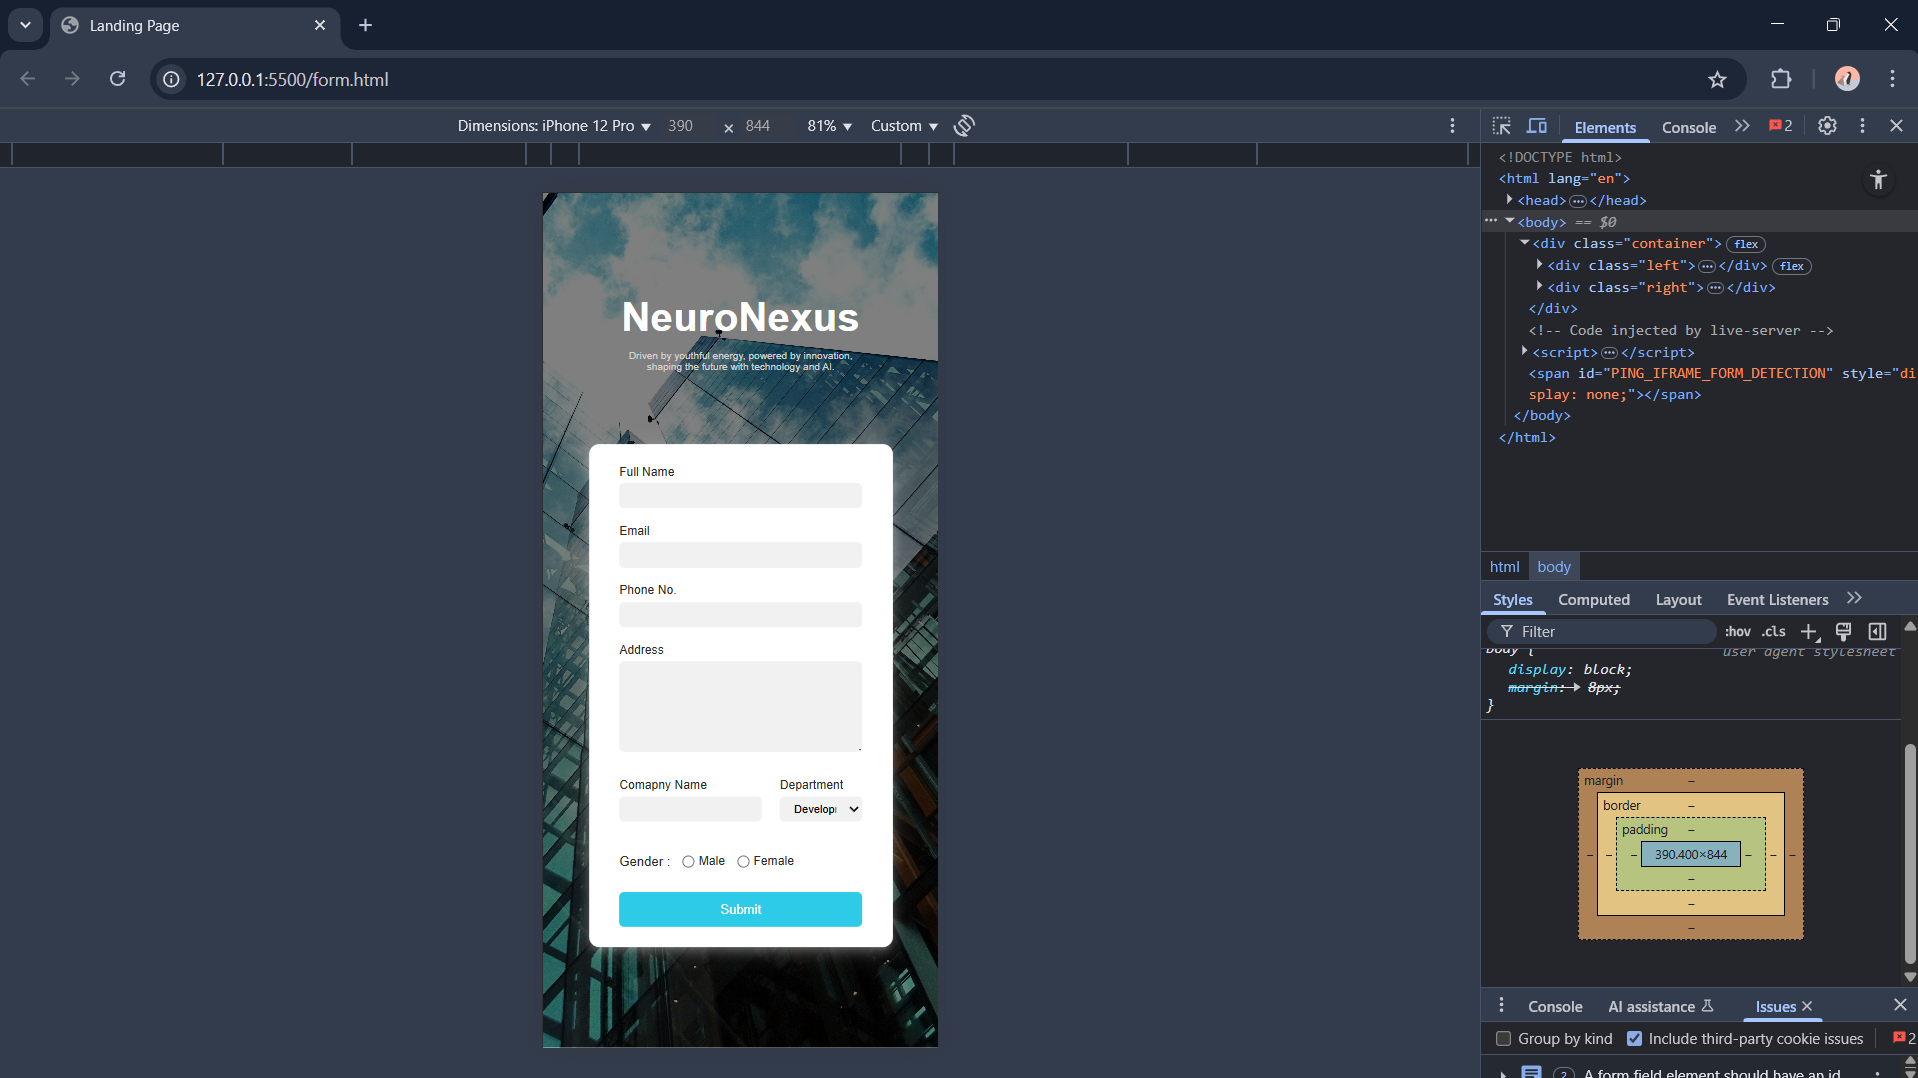 Landing Page
127.0.0.1:5500/form.html
Dimensions: iPhone 12 Pro 390 × 844 81% Custom
NeuroNexus
Driven by youthful energy, powered by innovation,
shaping the future with technology and AI.
Full Name
Email
Phone No.
Address
Comapny Name Department
Develop
Gender : Male Female
Submit
Elements Console 2
<!DOCTYPE html>
<html lang="en">
<head> </head>
<body> == $0
<div class="container"> flex
<div class="left"> </div> flex
<div class="right"> </div>
</div>
<!-- Code injected by live-server -->
<script> </script>
<span id="PING_IFRAME_FORM_DETECTION" style="di
splay: none;"></span>
</body>
</html>
html body
Styles Computed Layout Event Listeners
Filter :hov .cls
body { user agent stylesheet
display: block;
margin: 8px;
}
margin –
border –
padding –
– – – 390.400×844 – – –
–
–
–
Console AI assistance Issues
Group by kind Include third-party cookie issues 2
2 A form field element should have an id